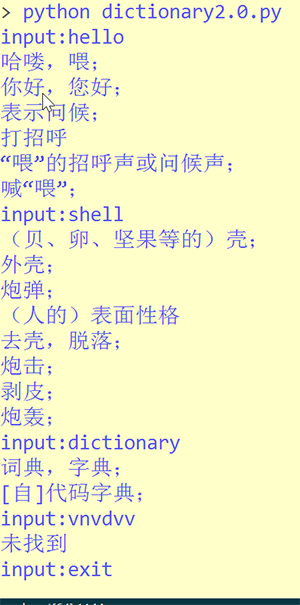 > python dictionary2.0.py
input:hello
哈喽，喂；
你好，您好；
表示问候；
打招呼
“喂”的招呼声或问候声；
喊“喂”；
input:shell
（贝、卵、坚果等的）壳；
外壳；
炮弹；
（人的）表面性格
去壳，脱落；
炮击；
剥皮；
炮轰；
input:dictionary
词典，字典；
[自]代码字典；
input:vnvdvv
未找到
input:exit